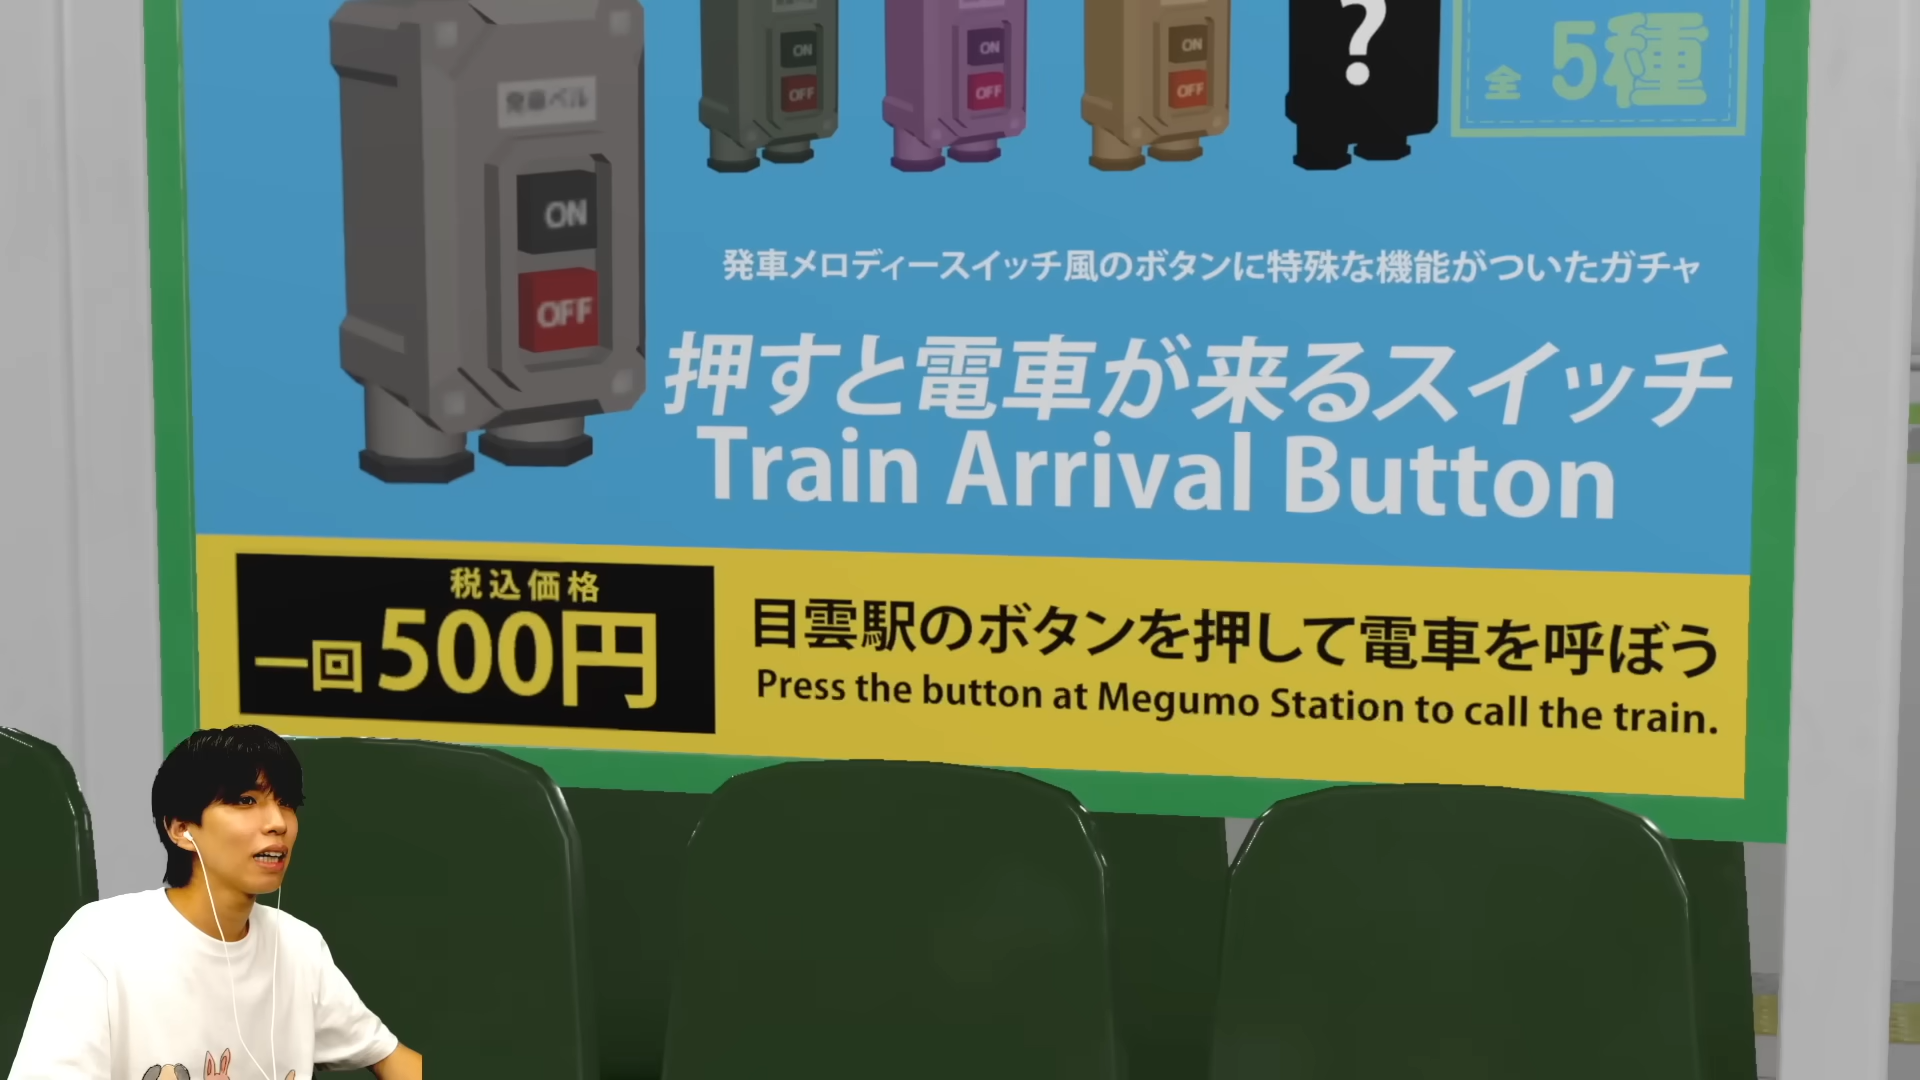 全 5種
ON
OFF
ON
OFF
ON
OFF
?
発車ベル
ON
OFF
発車メロディースイッチ風のボタンに特殊な機能がついたガチャ
押すと電車が来るスイッチ
Train Arrival Button
税込価格
一回500円
目雲駅のボタンを押して電車を呼ぼう
Press the button at Megumo Station to call the train.